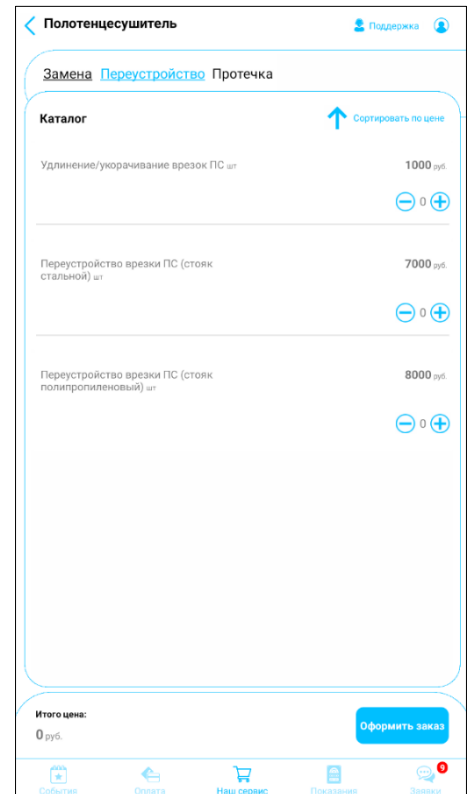 Полотенцесушитель
Поддержка
Замена Переустройство Протечка
Каталог
Сортировать по цене
Удлинение/укорачивание врезок ПС шт
1000 руб.
0
Переустройство врезки ПС (стояк
стальной) шт
7000 руб.
0
Переустройство врезки ПС (стояк
полипропиленовый) шт
8000 руб.
0
Итого цена:
0 руб.
Оформить заказ
9
События
Оплата
Наш сервис
Показания
Заявки